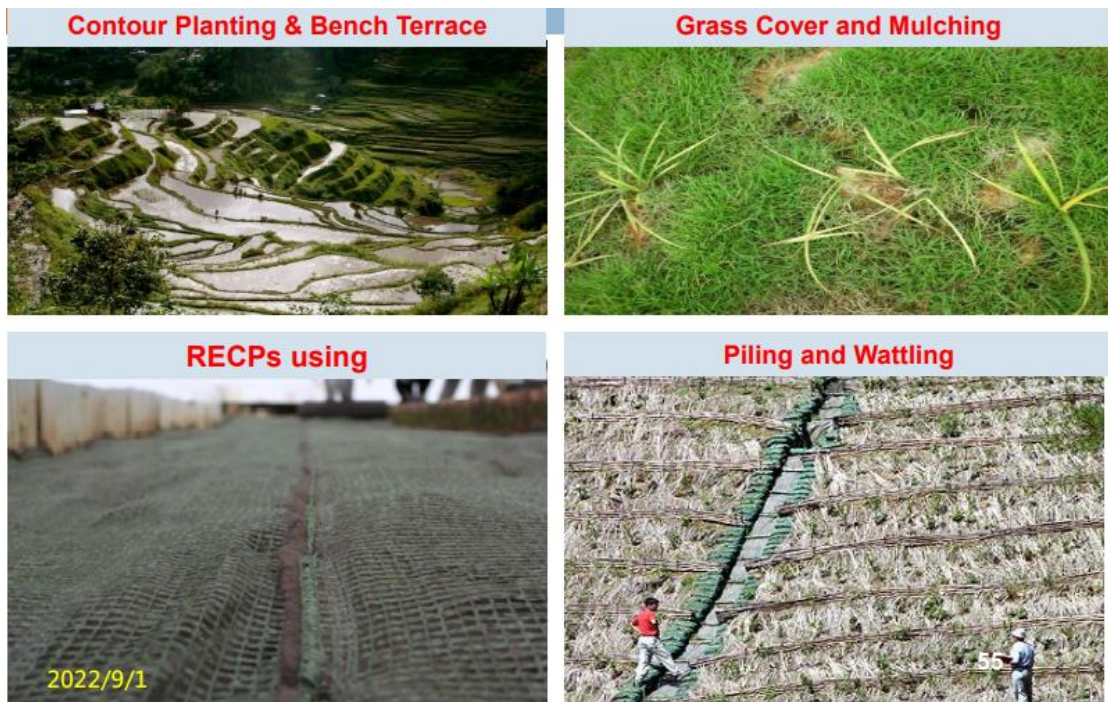 Contour Planting & Bench Terrace
Grass Cover and Mulching
RECPs using
Piling and Wattling
2022/9/1
55